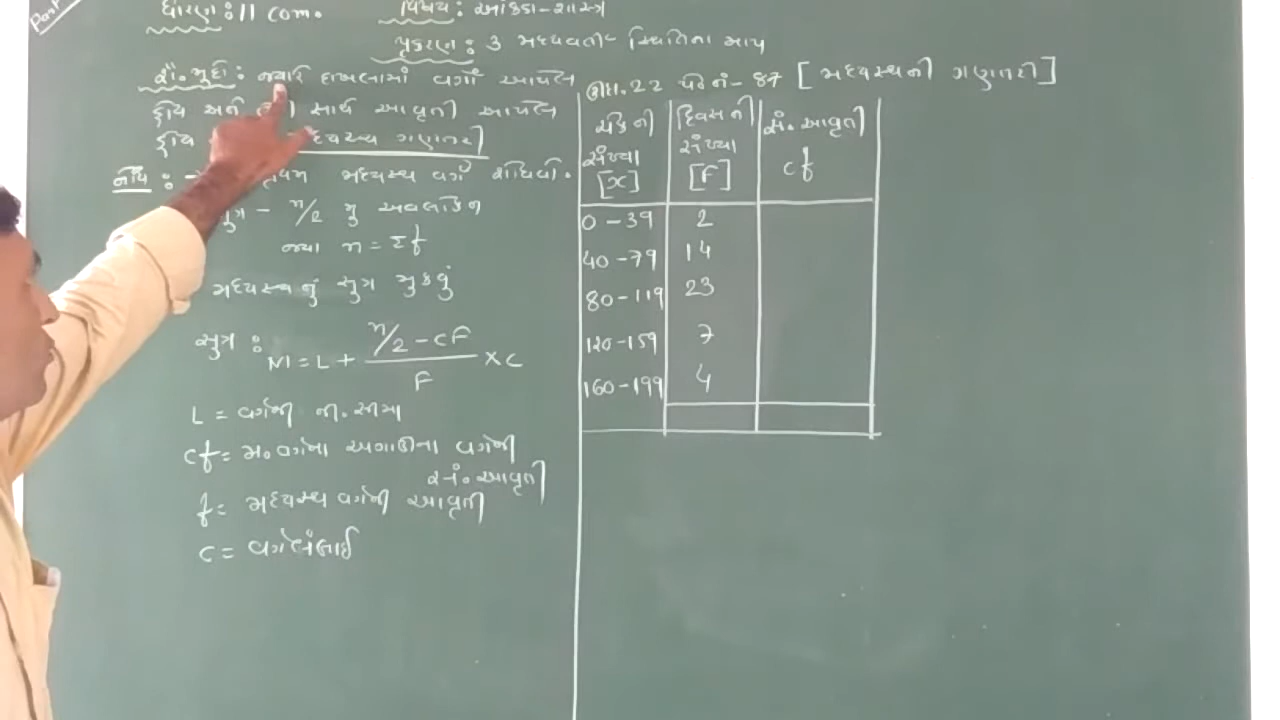 Part
ધોરણ : 11 com.
વિષય : આંકડા-શાસ્ત્ર
પ્રકરણ : 3 મધ્યવર્તી સ્થિતિના માપ
સૈ. મુદ્દો : જ્યારે દાખલામાં વર્ગો આપેલ
હોય અને સાથે આવૃતી આપેલ
હોય મધ્યસ્થ ગણતરી
નોંધ : મધ્યસ્થ વર્ગ શોધવો.
સુત્ર - n/2 મુ અવલોકન
જ્યા n = Σf
મધ્યસ્થનું સુત્ર મુકવું
સુત્ર : M = L + n/2 - cF / F × C
L = વર્ગની
cf = મ. વર્ગના અગાઉના વર્ગની
સં. આવૃતી
f = મધ્યસ્થ વર્ગની આવૃતી
c = વર્ગલંબાઈ
ઉદા. 22 પેજ નં- 87 [ મધ્યસ્થની ગણતરી ]
સંખ્યા [x] | દિવસની સંખ્યા [F] | સં. આવૃતી cf
0 - 39 | 2
40 - 79 | 14
80 - 119 | 23
120 - 159 | 7
160 - 199 | 4